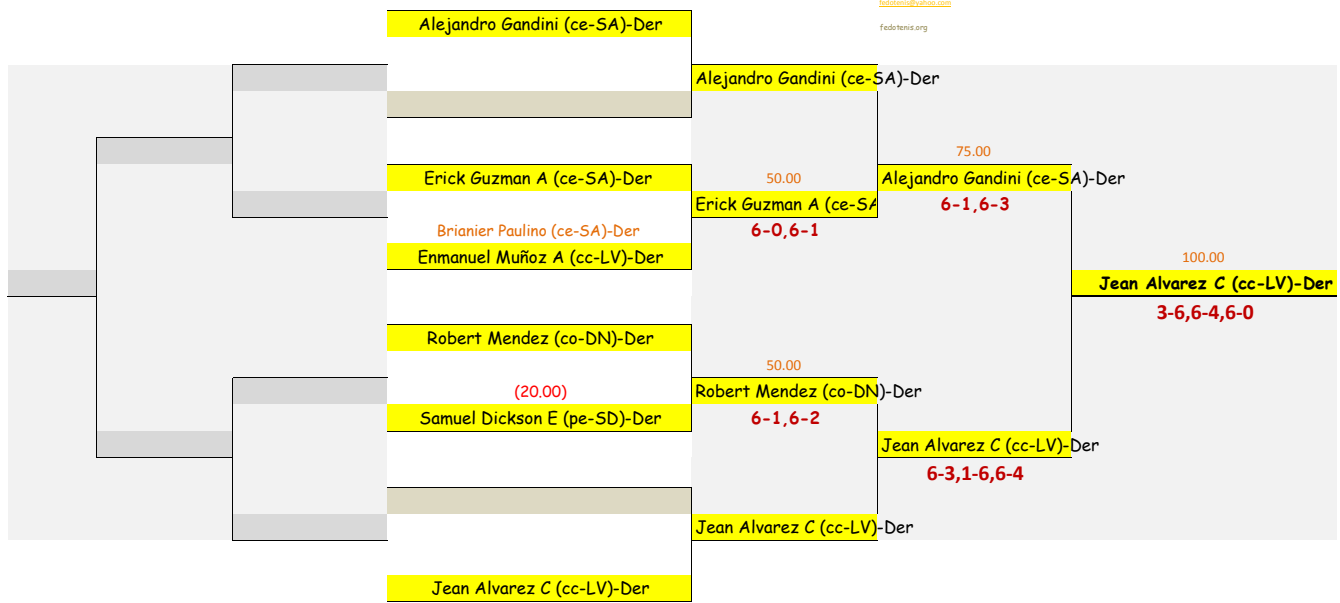 fedotenis@yahoo.com
fedotenis.org
Alejandro Gandini (ce-SA)-Der
Alejandro Gandini (ce-SA)-Der
75.00
Erick Guzman A (ce-SA)-Der
50.00
Alejandro Gandini (ce-SA)-Der
Erick Guzman A (ce-SA
6-1,6-3
Brianier Paulino (ce-SA)-Der
6-0,6-1
Enmanuel Muñoz A (cc-LV)-Der
100.00
Jean Alvarez C (cc-LV)-Der
3-6,6-4,6-0
Robert Mendez (co-DN)-Der
50.00
(20.00)
Robert Mendez (co-DN)-Der
Samuel Dickson E (pe-SD)-Der
6-1,6-2
Jean Alvarez C (cc-LV)-Der
6-3,1-6,6-4
Jean Alvarez C (cc-LV)-Der
Jean Alvarez C (cc-LV)-Der